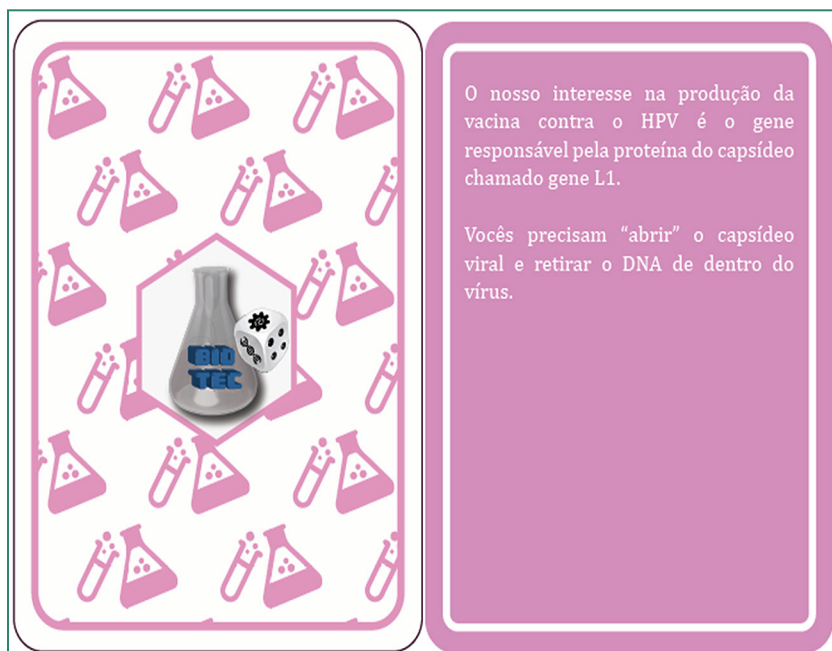 BIO
TEC
O nosso interesse na produção da
vacina contra o HPV é o gene
responsável pela proteína do capsídeo
chamado gene L1.
Vocês precisam “abrir” o capsídeo
viral e retirar o DNA de dentro do
vírus.